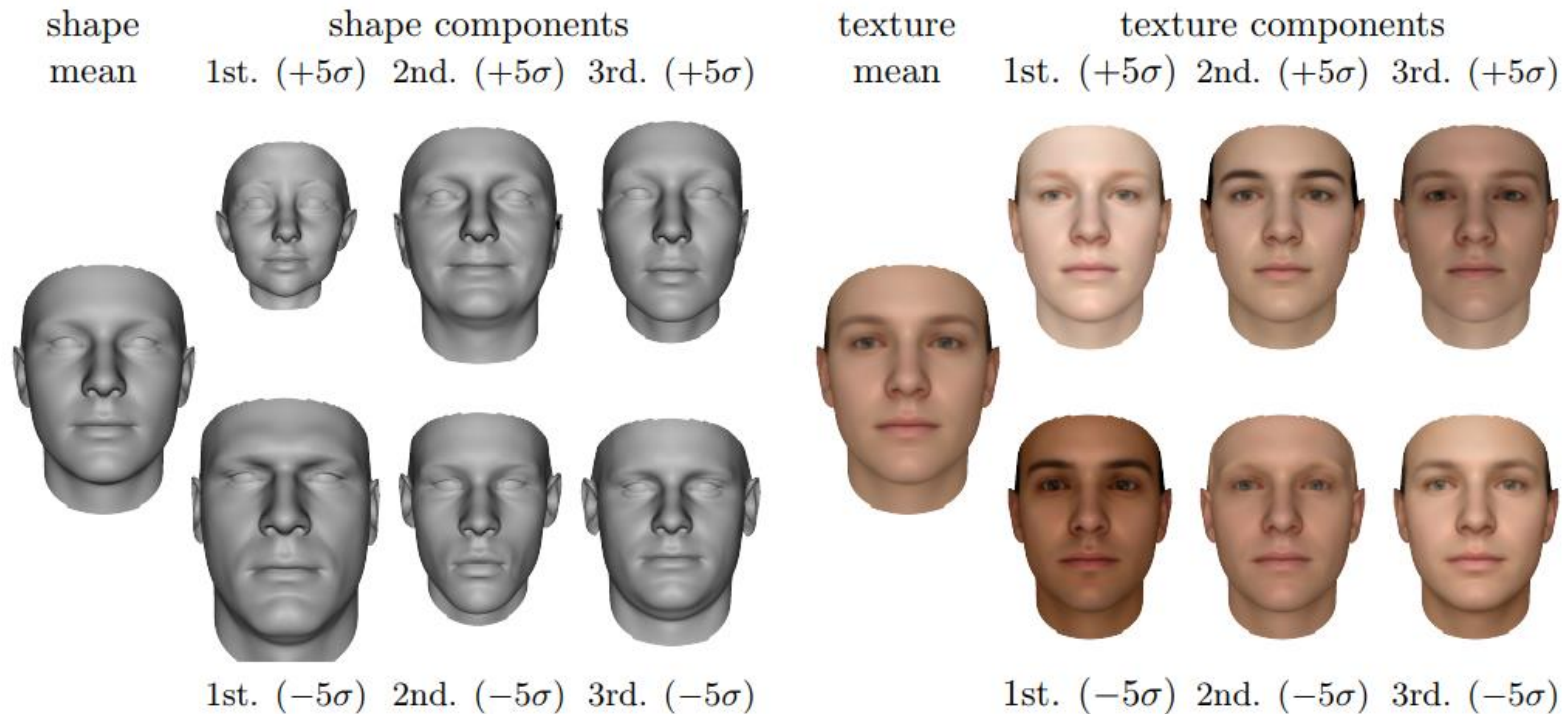 shape shape components texture texture components
mean 1st. (+5σ) 2nd. (+5σ) 3rd. (+5σ) mean 1st. (+5σ) 2nd. (+5σ) 3rd. (+5σ)
1st. (−5σ) 2nd. (−5σ) 3rd. (−5σ) 1st. (−5σ) 2nd. (−5σ) 3rd. (−5σ)